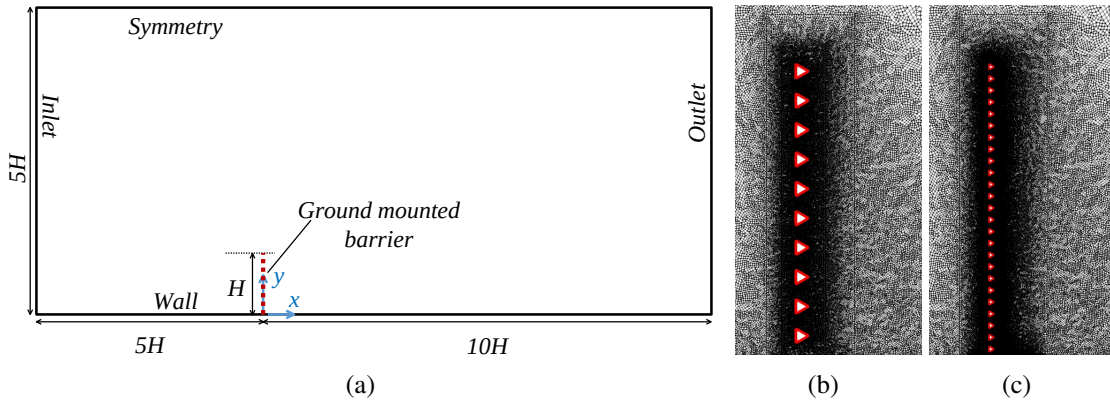 Symmetry
Inlet
Outlet
5H
Ground mounted
barrier
H
y
x
Wall
5H
10H
(a)
(b)
(c)